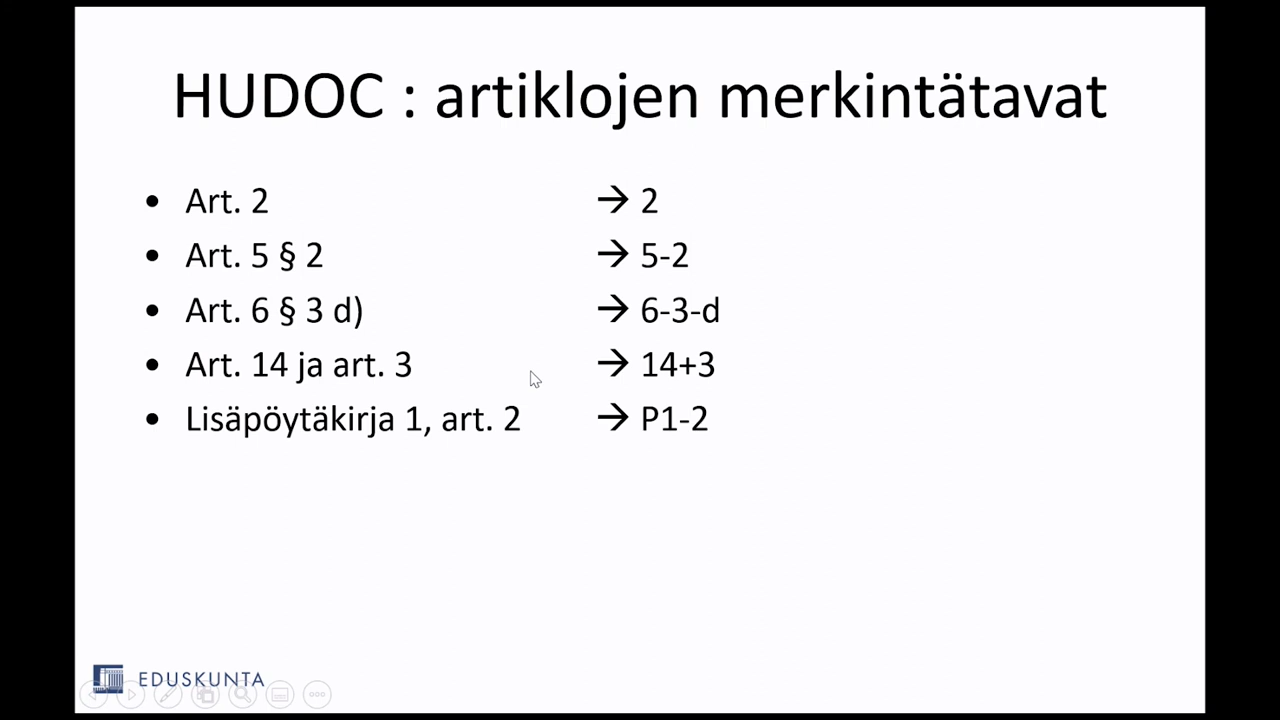 HUDOC : artiklojen merkintätavat
• Art. 2 → 2
• Art. 5 § 2 → 5-2
• Art. 6 § 3 d) → 6-3-d
• Art. 14 ja art. 3 → 14+3
• Lisäpöytäkirja 1, art. 2 → P1-2
EDUSKUNTA